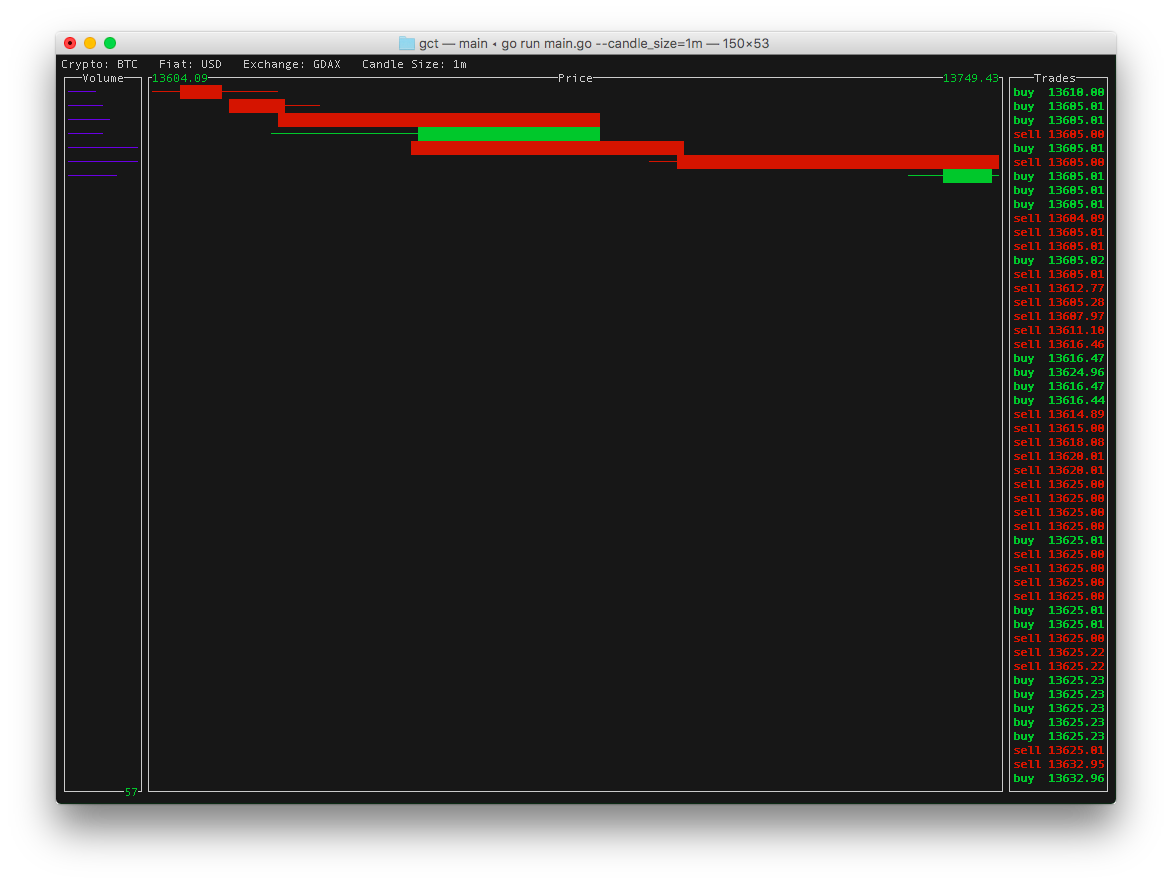 gct — main ◂ go run main.go --candle_size=1m — 150×53
Crypto: BTC Fiat: USD Exchange: GDAX Candle Size: 1m
Volume 13604.09 Price 13749.43 Trades
buy 13610.00
buy 13605.01
buy 13605.01
sell 13605.00
buy 13605.01
sell 13605.00
buy 13605.01
buy 13605.01
buy 13605.01
sell 13604.09
sell 13605.01
sell 13605.01
buy 13605.02
sell 13605.01
sell 13612.77
sell 13605.28
sell 13607.97
sell 13611.10
sell 13616.46
buy 13616.47
buy 13624.96
buy 13616.47
buy 13616.44
sell 13614.89
sell 13615.00
sell 13618.08
sell 13620.01
sell 13620.01
sell 13625.00
sell 13625.00
sell 13625.00
sell 13625.00
buy 13625.01
sell 13625.00
sell 13625.00
sell 13625.00
sell 13625.00
buy 13625.01
buy 13625.01
sell 13625.00
sell 13625.22
sell 13625.22
buy 13625.23
buy 13625.23
buy 13625.23
buy 13625.23
buy 13625.23
sell 13625.01
sell 13632.95
buy 13632.96
57